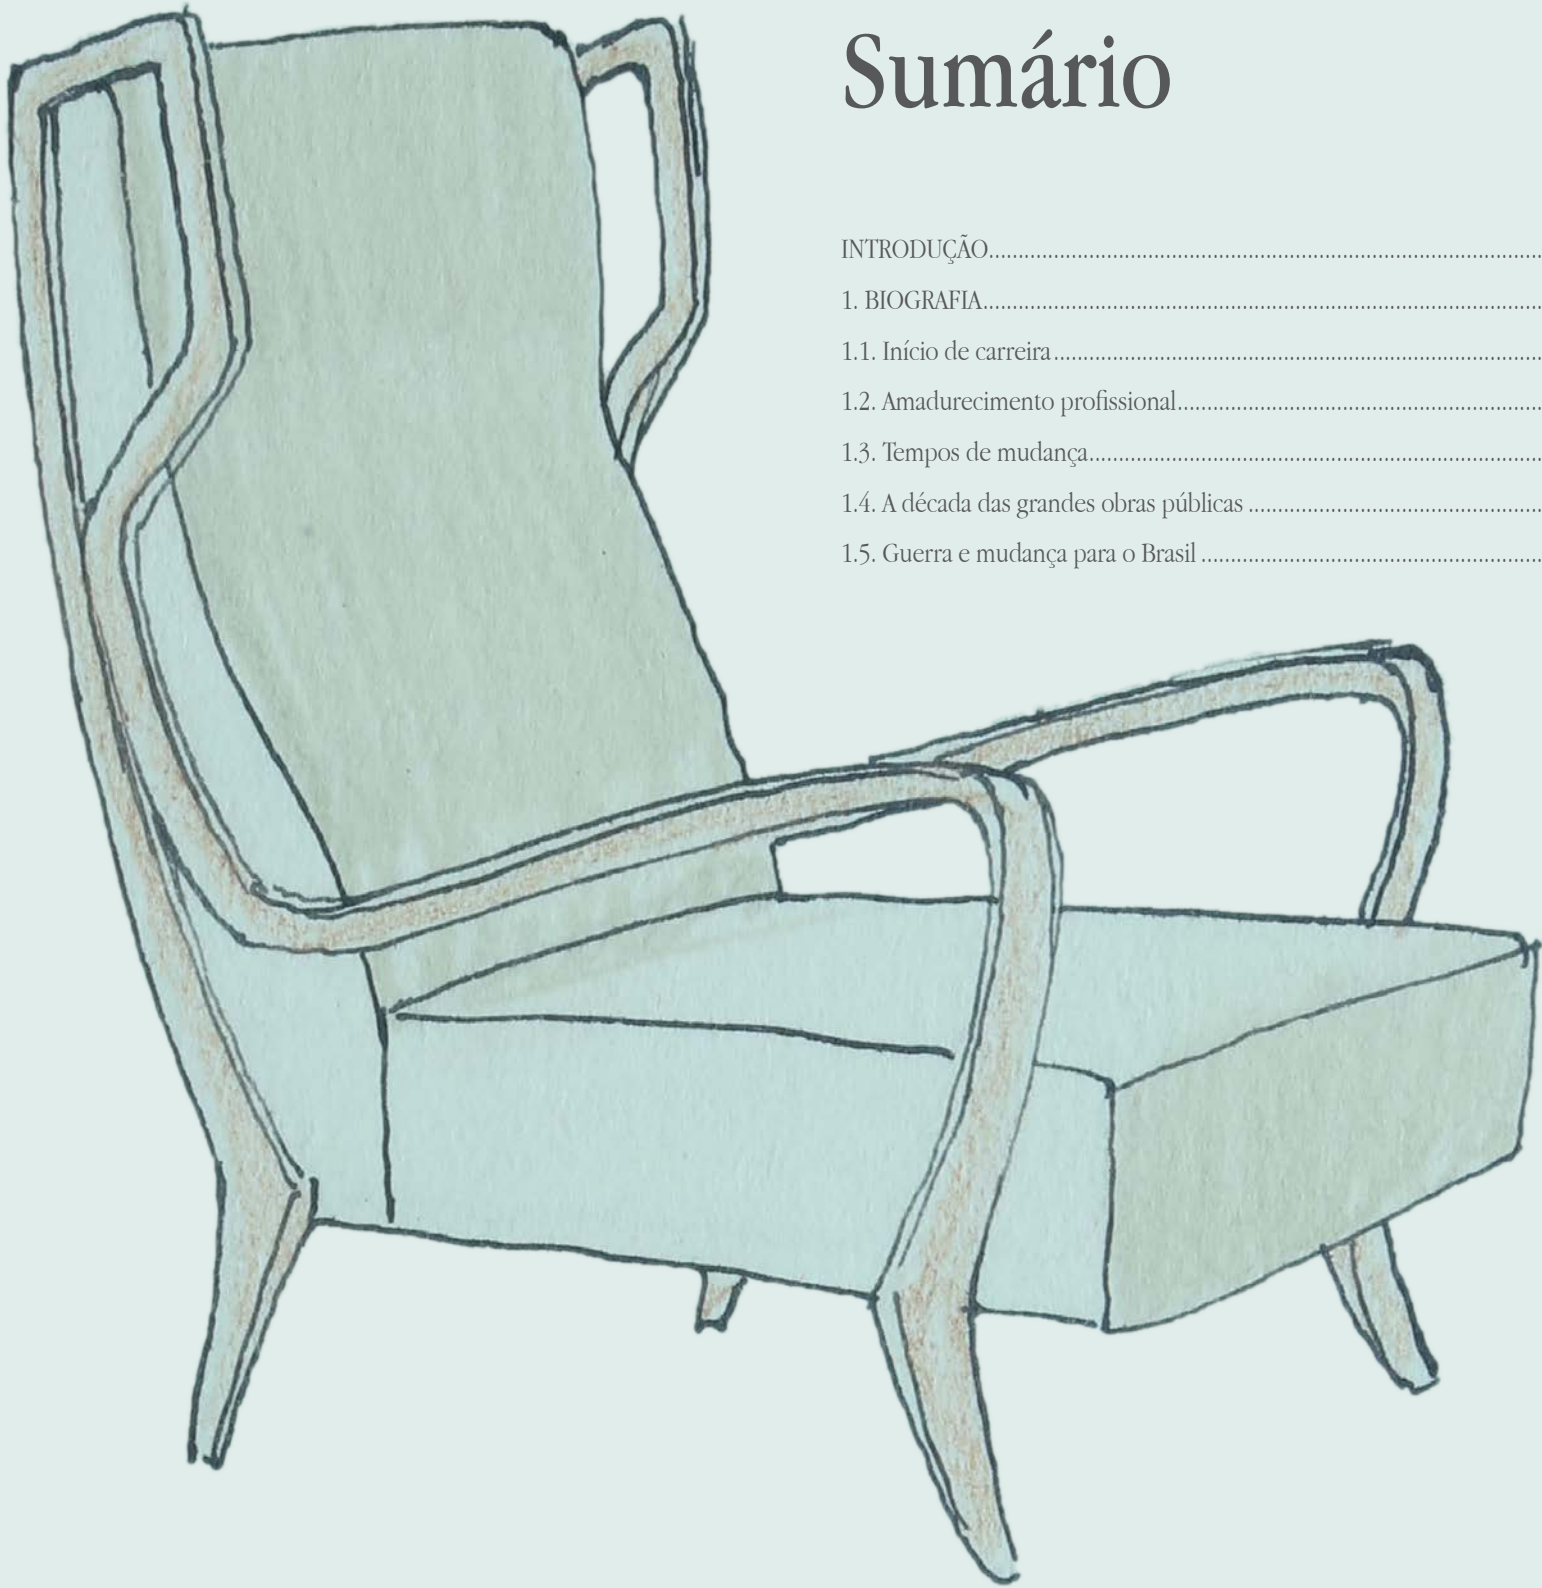 Sumário
INTRODUÇÃO
1. BIOGRAFIA
1.1. Início de carreira
1.2. Amadurecimento profissional
1.3. Tempos de mudança
1.4. A década das grandes obras públicas
1.5. Guerra e mudança para o Brasil